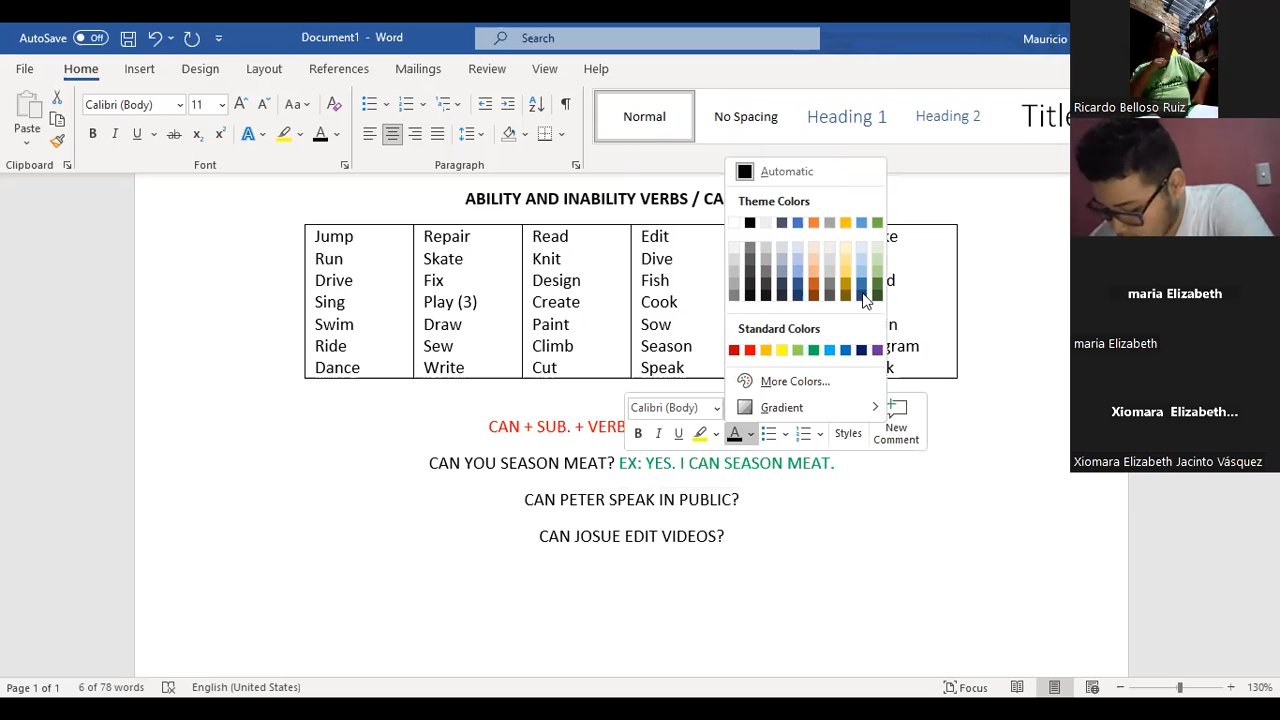 AutoSave Off Document1 - Word Search Mauricio
File Home Insert Design Layout References Mailings Review View Help
Paste Calibri (Body) 11 Normal No Spacing Heading 1 Heading 2 Title
Clipboard Font Paragraph
Ricardo Belloso Ruiz
maria Elizabeth
maria Elizabeth
Xiomara Elizabeth...
Xiomara Elizabeth Jacinto Vásquez
ABILITY AND INABILITY VERBS / CA
Jump Repair Read Edit
Run Skate Knit Dive
Drive Fix Design Fish
Sing Play (3) Create Cook
Swim Draw Paint Sow
Ride Sew Climb Season gram
Dance Write Cut Speak
Automatic
Theme Colors
Standard Colors
More Colors...
Gradient
Calibri (Body)
B I U A Styles New Comment
CAN + SUB. + VERB
CAN YOU SEASON MEAT? EX: YES. I CAN SEASON MEAT.
CAN PETER SPEAK IN PUBLIC?
CAN JOSUE EDIT VIDEOS?
Page 1 of 1 6 of 78 words English (United States) Focus 130%